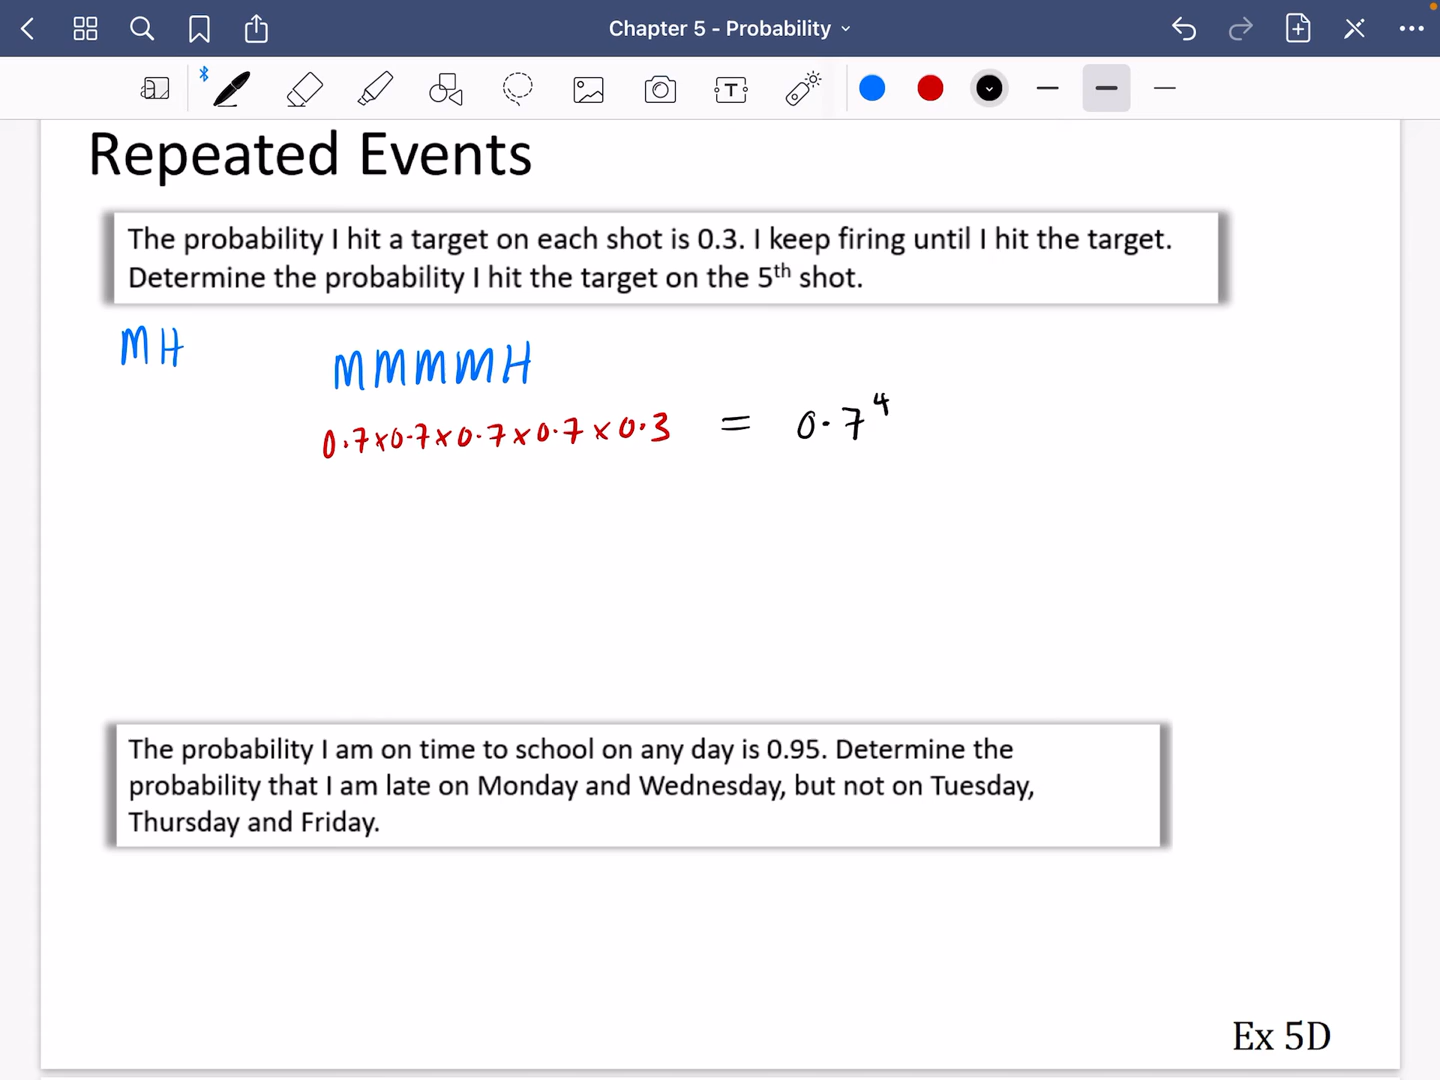 Chapter 5 - Probability
Repeated Events
The probability I hit a target on each shot is 0.3. I keep firing until I hit the target.
Determine the probability I hit the target on the 5th shot.
M H
M M M M H
0.7 × 0.7 × 0.7 × 0.7 × 0.3 = 0.7⁴
The probability I am on time to school on any day is 0.95. Determine the
probability that I am late on Monday and Wednesday, but not on Tuesday,
Thursday and Friday.
Ex 5D